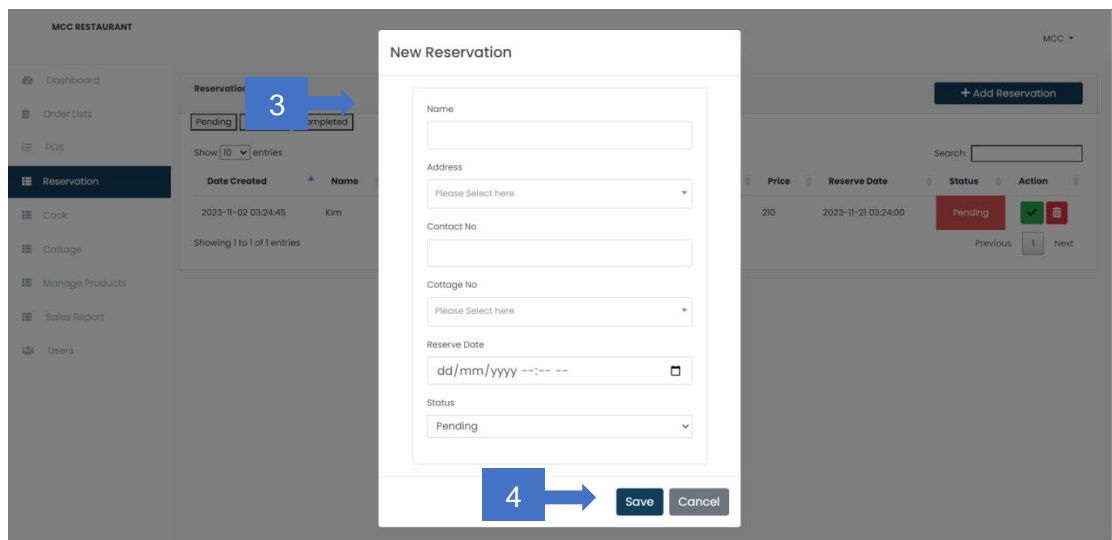 MCC RESTAURANT
MCC
New Reservation
Dashboard
Order Lists
POS
Reservation
Cook
Cottage
Manage Products
Sales Report
Users
Reservation
+ Add Reservation
3
Pending
Completed
Show 10 entries
Search:
Date Created Name Price Reserve Date Status Action
2023-11-02 03:24:45 Kim 210 2023-11-21 03:24:00 Pending
Showing 1 to 1 of 1 entries
Previous 1 Next
Name
Address
Please Select here
Contact No
Cottage No
Please Select here
Reserve Date
dd/mm/yyyy --:-- --
Status
Pending
4
Save Cancel